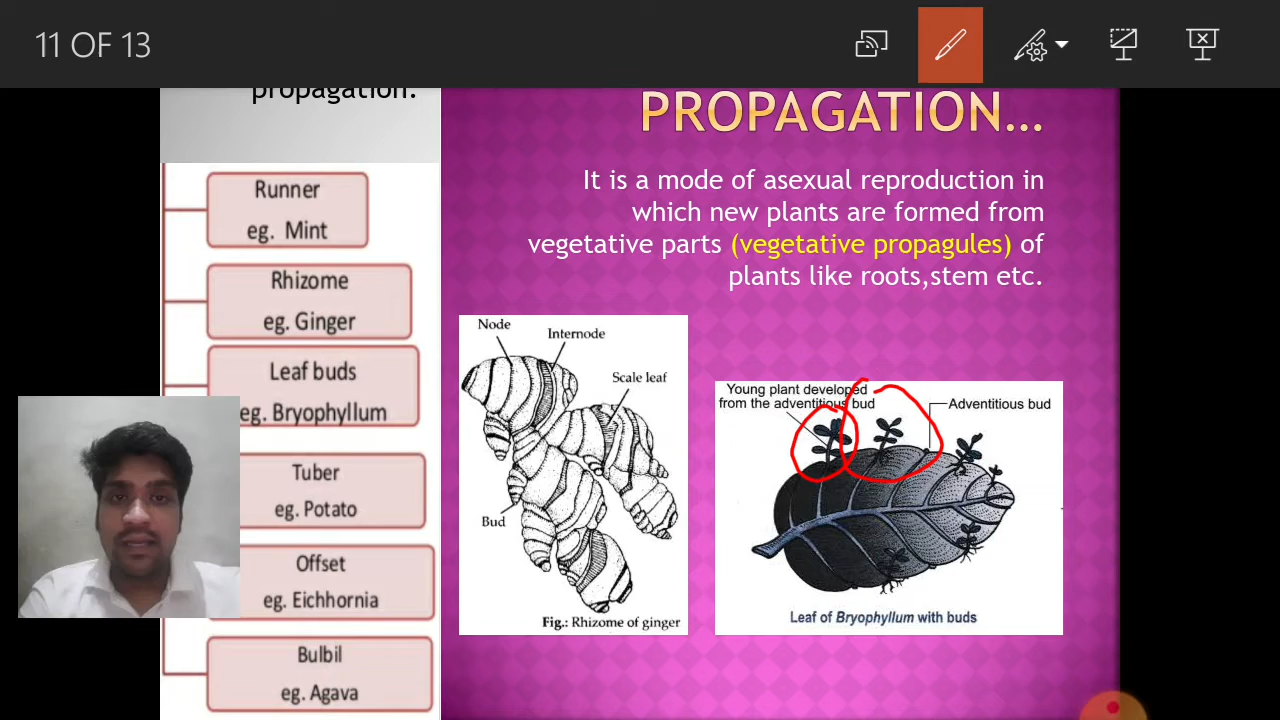 11 OF 13
propagation.
Runner
eg. Mint
Rhizome
eg. Ginger
Leaf buds
eg. Bryophyllum
Tuber
eg. Potato
Offset
eg. Eichhornia
Bulbil
eg. Agava
PROPAGATION...
It is a mode of asexual reproduction in
which new plants are formed from
vegetative parts (vegetative propagules) of
plants like roots,stem etc.
Node
Internode
Scale leaf
Bud
Fig.: Rhizome of ginger
Young plant developed
from the adventitious bud
Adventitious bud
Leaf of Bryophyllum with buds